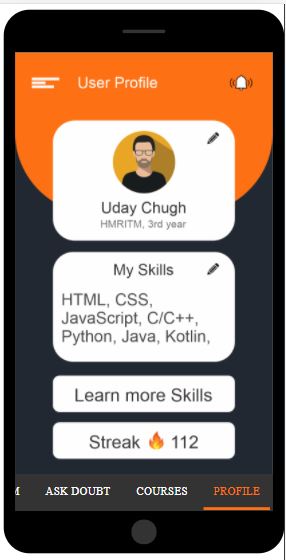 User Profile
Uday Chugh
HMRITM, 3rd year
My Skills
HTML, CSS,
JavaScript, C/C++,
Python, Java, Kotlin,
Learn more Skills
Streak 🔥 112
M ASK DOUBT COURSES PROFILE